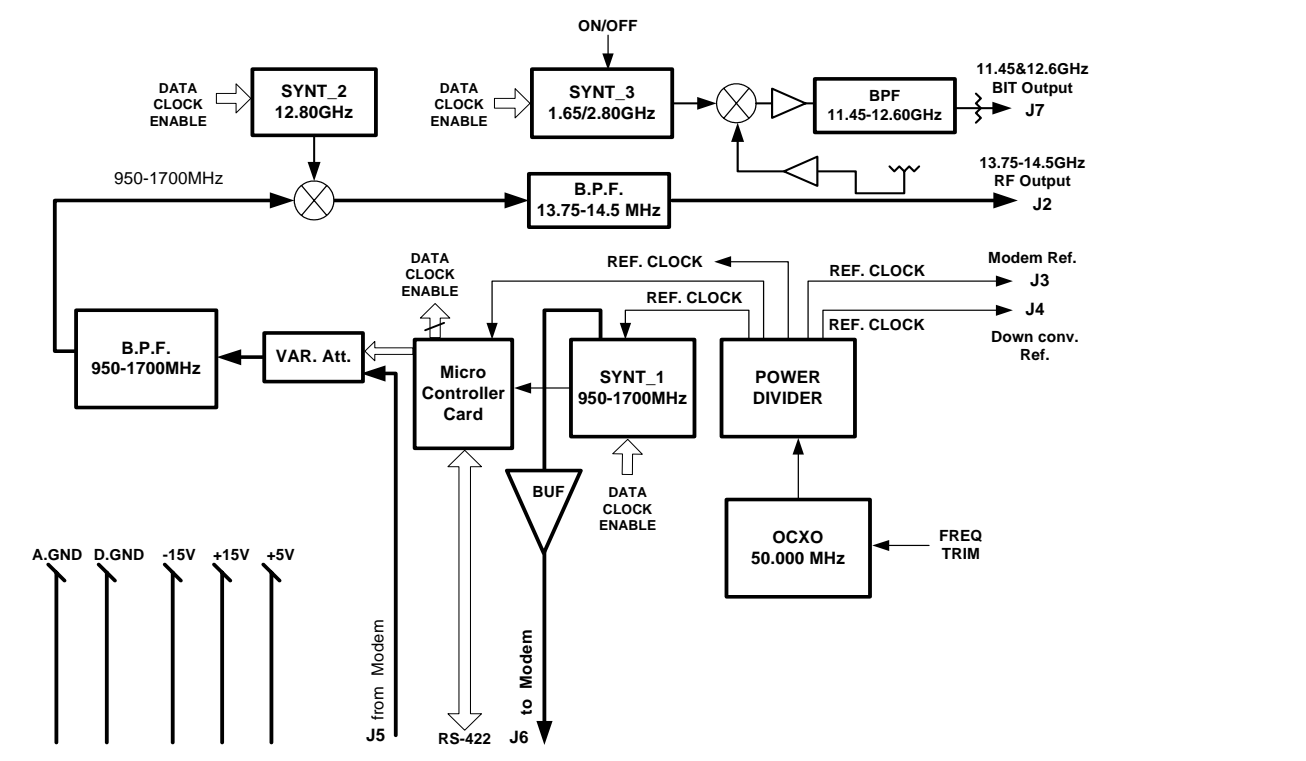 ON/OFF
DATA
CLOCK
ENABLE
SYNT_2
12.80GHz
DATA
CLOCK
ENABLE
SYNT_3
1.65/2.80GHz
BPF
11.45-12.60GHz
11.45&12.6GHz
BIT Output
J7
950-1700MHz
B.P.F.
13.75-14.5 MHz
13.75-14.5GHz
RF Output
J2
DATA
CLOCK
ENABLE
REF. CLOCK
REF. CLOCK
REF. CLOCK
Modem Ref.
J3
J4
REF. CLOCK
Down conv.
Ref.
B.P.F.
950-1700MHz
VAR. Att.
Micro
Controller
Card
SYNT_1
950-1700MHz
POWER
DIVIDER
BUF
DATA
CLOCK
ENABLE
OCXO
50.000 MHz
FREQ
TRIM
A.GND
D.GND
-15V
+15V
+5V
J5 from Modem
RS-422
J6
to Modem